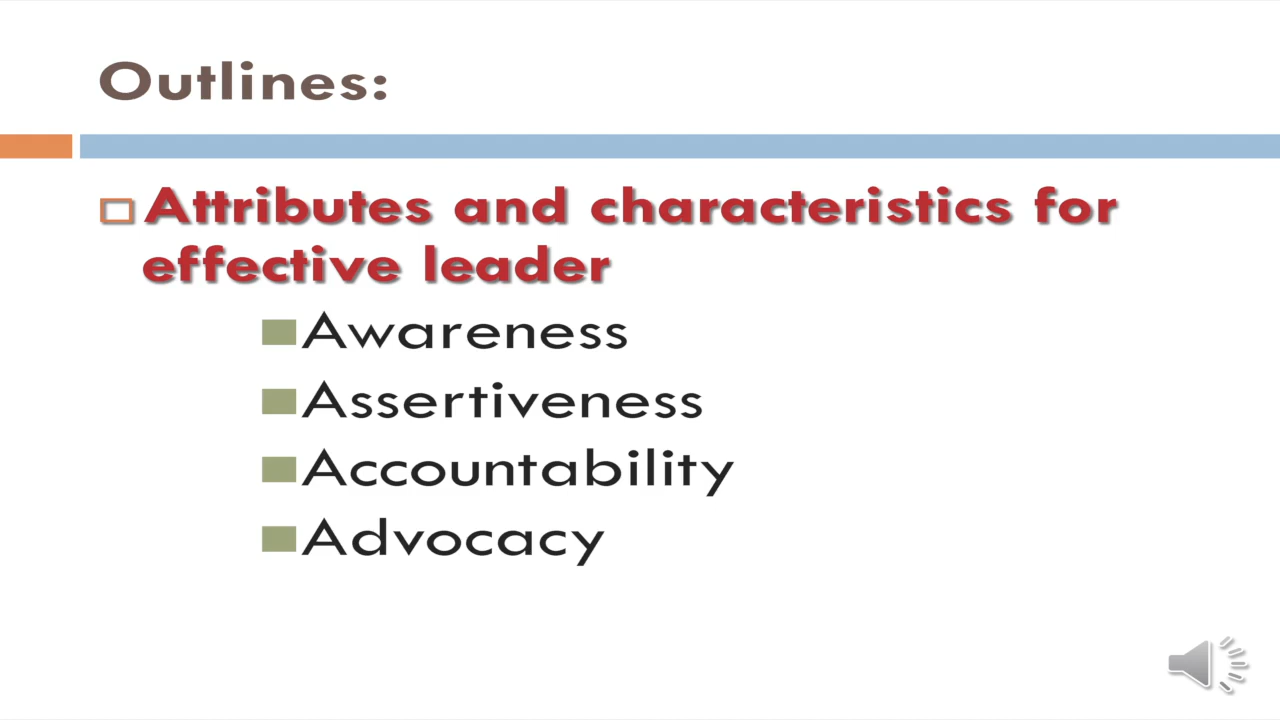 Outlines:
Attributes and characteristics for
effective leader
Awareness
Assertiveness
Accountability
Advocacy